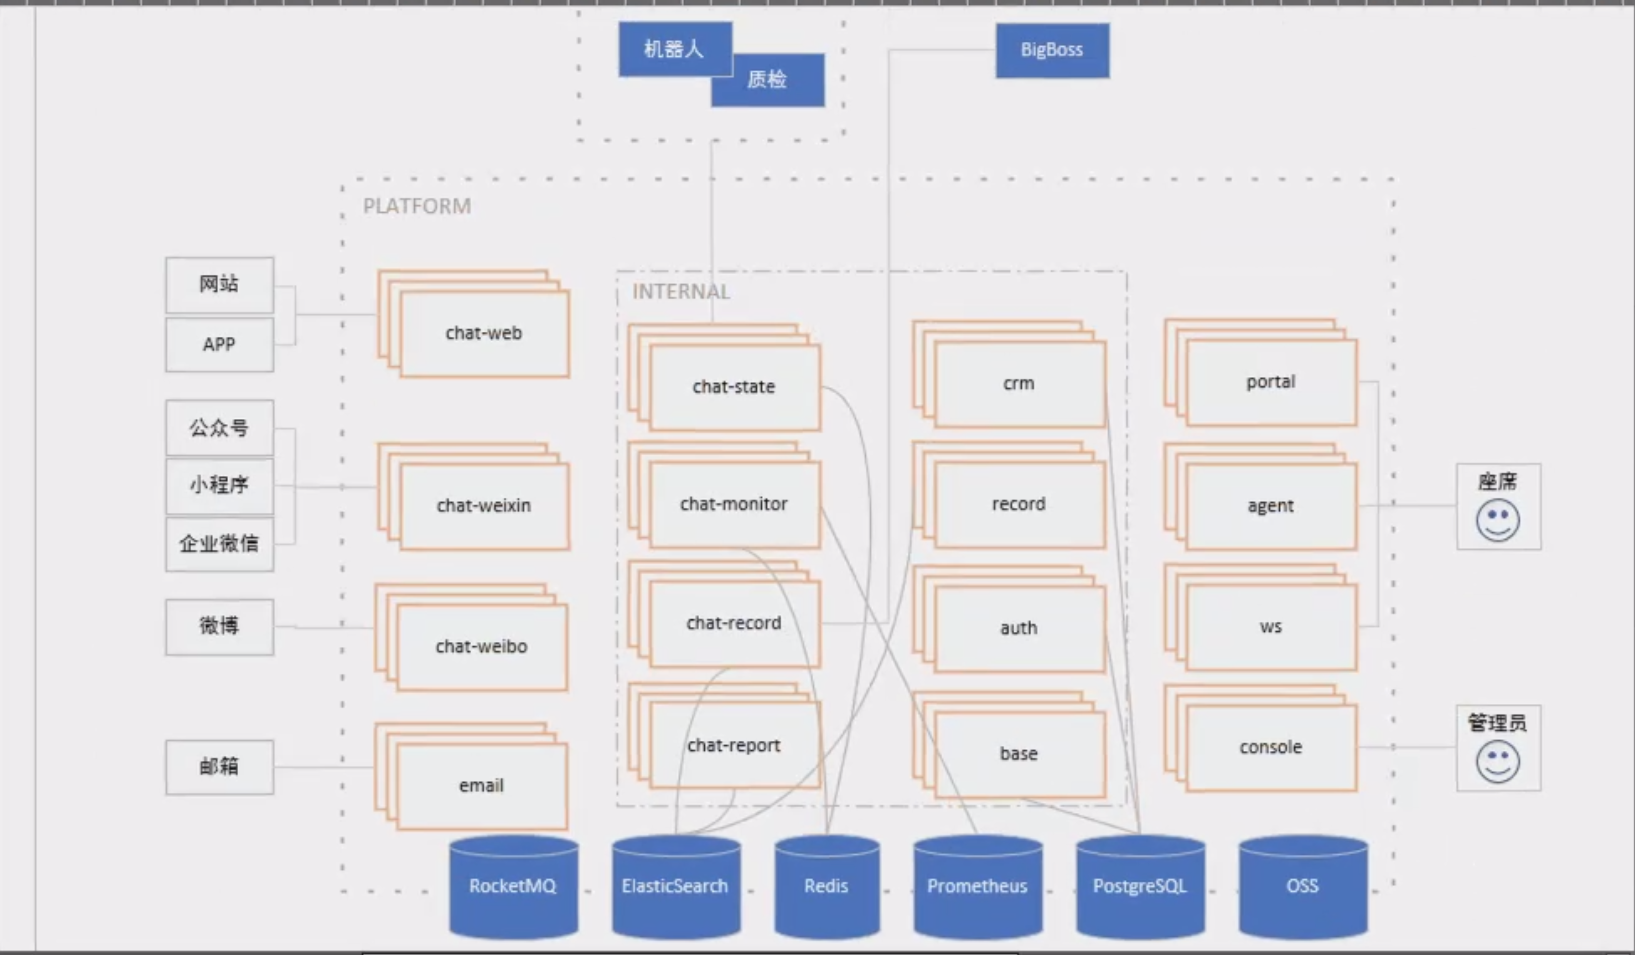 机器人
质检
BigBoss
PLATFORM
INTERNAL
网站
APP
公众号
小程序
企业微信
微博
邮箱
chat-web
chat-weixin
chat-weibo
email
chat-state
chat-monitor
chat-record
chat-report
crm
record
auth
base
portal
agent
ws
console
座席
管理员
RocketMQ
ElasticSearch
Redis
Prometheus
PostgreSQL
OSS